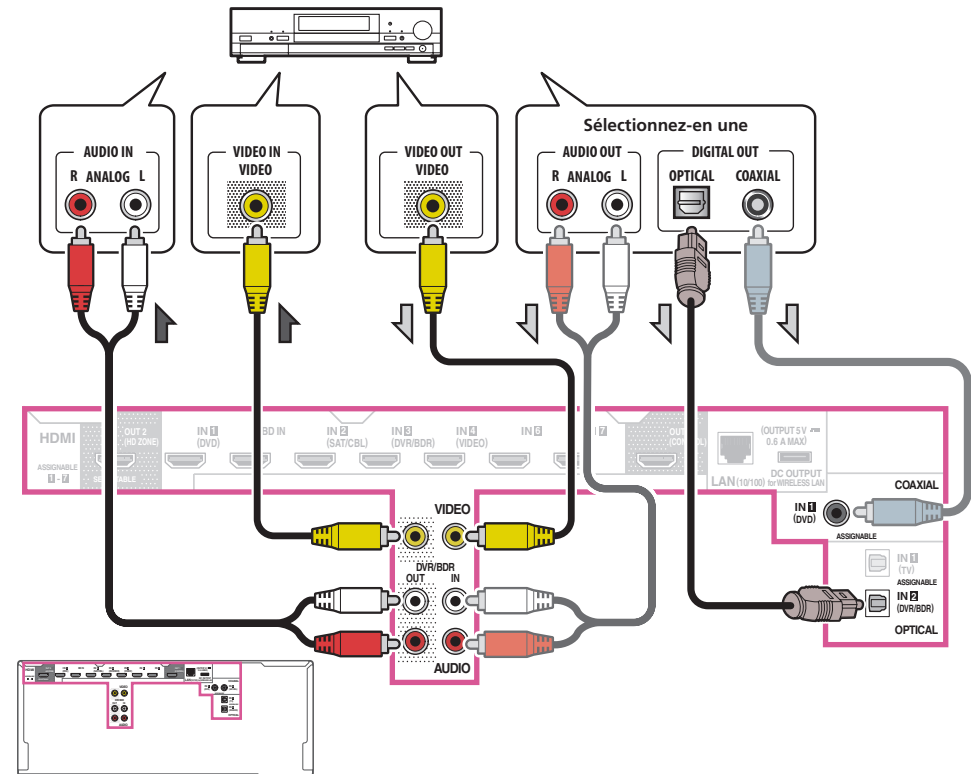 Sélectionnez-en une
AUDIO IN
R ANALOG L
VIDEO IN
VIDEO
VIDEO OUT
VIDEO
AUDIO OUT
R ANALOG L
DIGITAL OUT
OPTICAL COAXIAL
HDMI
ASSIGNABLE
1 - 7
OUT 2
(HD ZONE)
IN 1
(DVD)
BD IN
IN 2
(SAT/CBL)
IN 3
(DVR/BDR)
IN 4
(VIDEO)
IN 6
7
LAN (10/100)
(OUTPUT 5 V
0.6 A MAX)
DC OUTPUT
for WIRELESS LAN
COAXIAL
IN 1
(DVD)
ASSIGNABLE
IN 1
(TV)
ASSIGNABLE
IN 2
(DVR/BDR)
OPTICAL
VIDEO
DVR/BDR
OUT IN
AUDIO